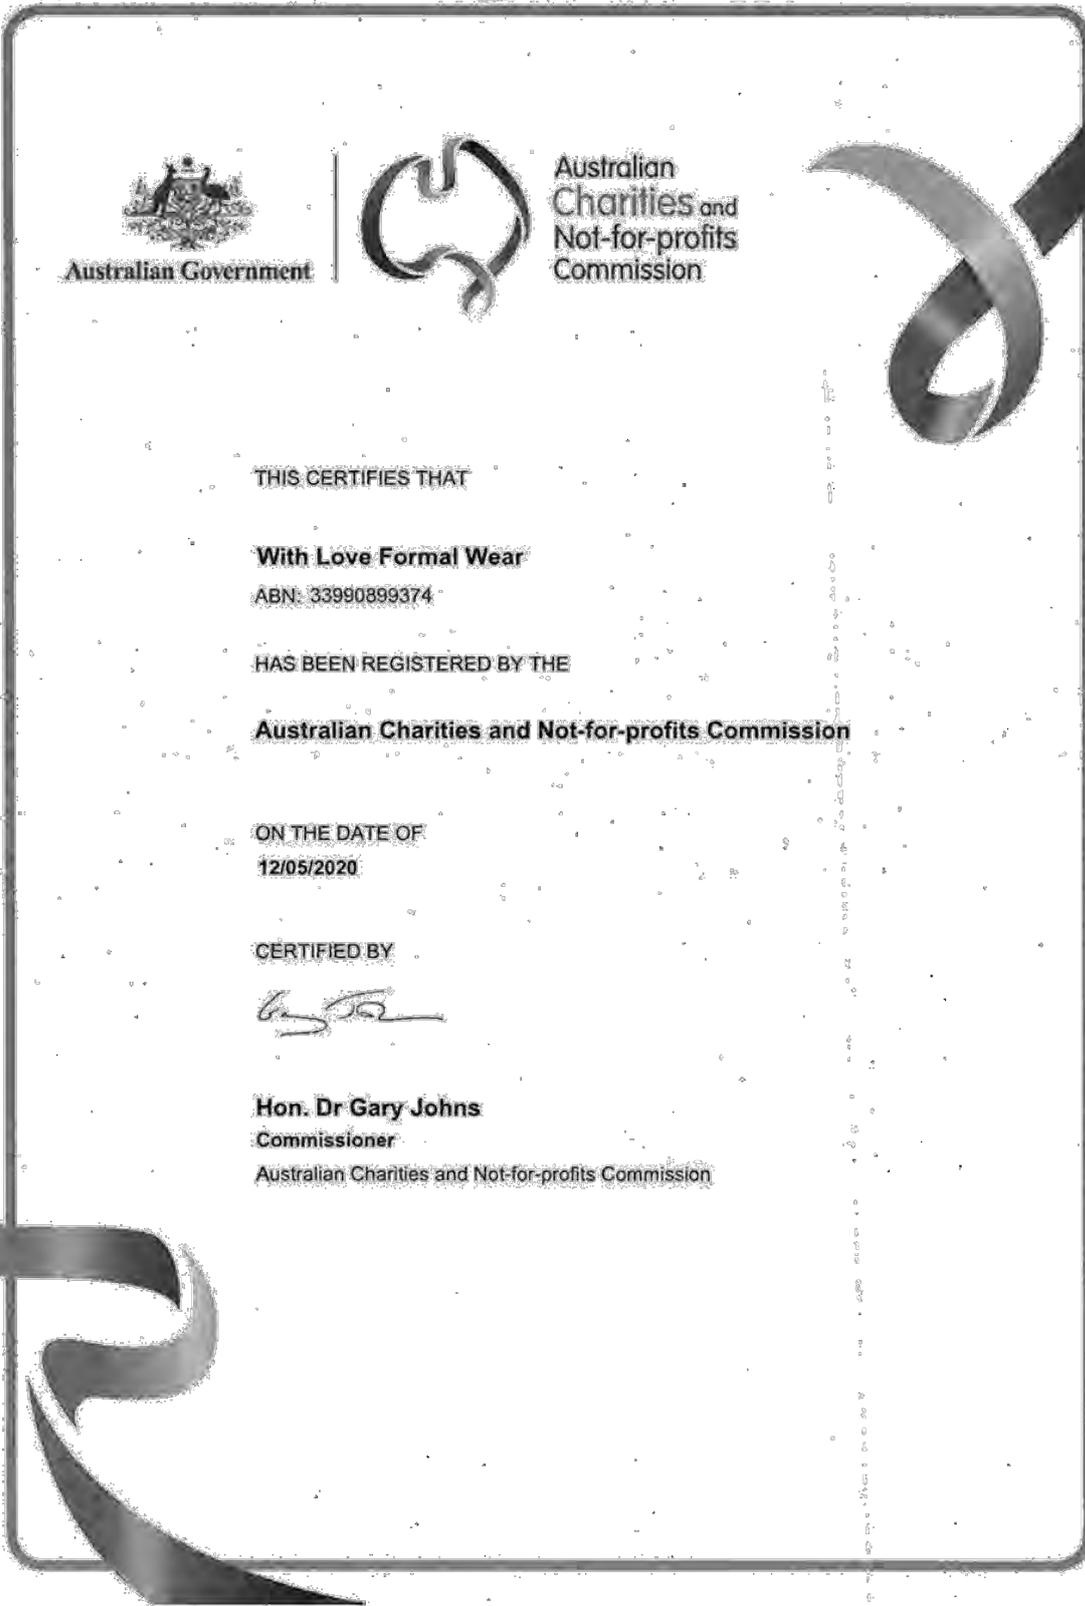 Australian Government
Australian
Charities and
Not-for-profits
Commission
THIS CERTIFIES THAT
With Love Formal Wear
ABN: 33990899374
HAS BEEN REGISTERED BY THE
Australian Charities and Not-for-profits Commission
ON THE DATE OF
12/05/2020
CERTIFIED BY
Hon. Dr Gary Johns
Commissioner
Australian Charities and Not-for-profits Commission